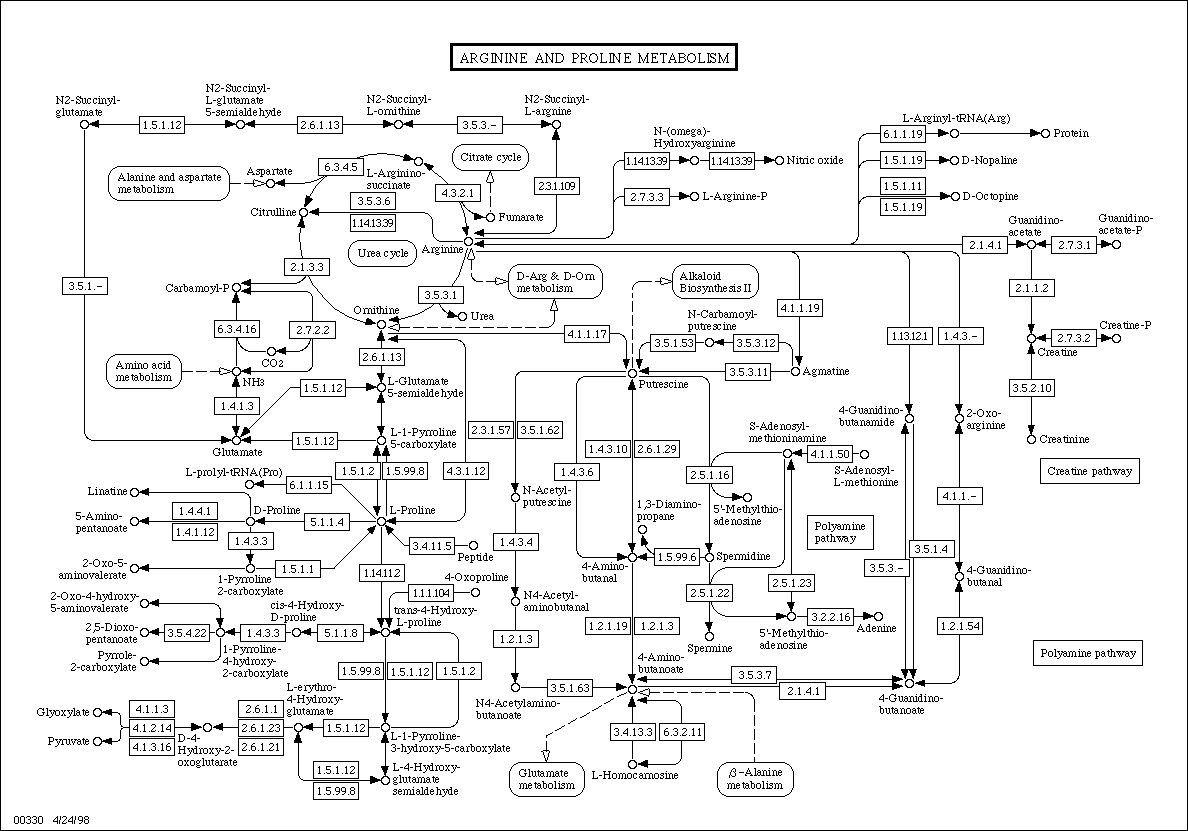 ARGININE AND PROLINE METABOLISM
N2-Succinyl-
glutamate
N2-Succinyl-
L-glutamate
5-semialdehyde
N2-Succinyl-
L-ornithine
N2-Succinyl-
L-arginine
1.5.1.12
2.6.1.13
3.5.3.-
N-(omega)-
Hydroxyarginine
L-Arginyl-tRNA(Arg)
6.1.1.19
Protein
1.14.13.39
1.14.13.39
Nitric oxide
1.5.1.19
D-Nopaline
2.7.3.3
L-Arginine-P
1.5.1.11
1.5.1.19
D-Octopine
Alanine and aspartate
metabolism
Aspartate
6.3.4.5
L-Arginino-
succinate
Citrate cycle
4.3.2.1
2.3.1.109
Citrulline
3.5.3.6
1.14.13.39
Fumarate
Urea cycle
Arginine
Guanidino-
acetate
Guanidino-
acetate-P
2.1.4.1
2.7.3.1
2.1.3.3
3.5.1.-
Carbamoyl-P
3.5.3.1
D-Arg & D-Orn
metabolism
Alkaloid
Biosynthesis II
2.1.1.2
Ornithine
Urea
4.1.1.17
N-Carbamoyl-
putrescine
4.1.1.19
6.3.4.16
2.7.2.2
CO2
3.5.1.53
3.5.3.12
1.13.12.1
1.4.3.-
Creatine-P
2.7.3.2
Creatine
Amino acid
metabolism
NH3
2.6.1.13
3.5.3.11
Agmatine
Putrescine
1.5.1.12
L-Glutamate
5-semialdehyde
3.5.2.10
1.4.1.3
4-Guanidino-
butanamide
2-Oxo-
arginine
Glutamate
1.5.1.12
L-1-Pyrroline
5-carboxylate
2.3.1.57
3.5.1.62
1.4.3.10
2.6.1.29
S-Adenosyl-
methioninamine
4.1.1.50
S-Adenosyl-
L-methionine
Creatinine
Creatine pathway
L-prolyl-tRNA(Pro)
1.5.1.2
1.5.99.8
4.3.1.12
1.4.3.6
2.5.1.16
6.1.1.15
Linatine
D-Proline
L-Proline
N-Acetyl-
putrescine
1,3-Diamino-
propane
5'-Methylthio-
adenosine
4.1.1.-
5-Amino-
pentanoate
1.4.4.1
1.4.1.12
5.1.1.4
Polyamine
pathway
1.4.3.3
3.4.11.5
Peptide
1.4.3.4
3.5.1.4
2-Oxo-5-
aminovalerate
1-Pyrroline
2-carboxylate
1.5.1.1
1.14.11.2
4-Amino-
butanal
1.5.99.6
Spermidine
3.5.3.-
4-Guanidino-
butanal
4-Oxoproline
1.1.1.104
2.5.1.22
2.5.1.23
2-Oxo-4-hydroxy-
5-aminovalerate
cis-4-Hydroxy-
D-proline
trans-4-Hydroxy-
L-proline
N4-Acetyl-
aminobutanal
3.2.2.16
Adenine
2,5-Dioxo-
pentanoate
3.5.4.22
1.4.3.3
5.1.1.8
1.2.1.3
1.2.1.19
1.2.1.3
Spermine
5'-Methylthio-
adenosine
1.2.1.54
Polyamine pathway
Pyrrole-
2-carboxylate
1-Pyrroline-
4-hydroxy-
2-carboxylate
1.5.99.8
1.5.1.12
1.5.1.2
4-Amino-
butanoate
3.5.3.7
2.1.4.1
4-Guanidino-
butanoate
3.5.1.63
N4-Acetylamino-
butanoate
L-erythro-
4-Hydroxy-
glutamate
Glyoxylate
Pyruvate
4.1.1.3
4.1.2.14
4.1.3.16
D-4-
Hydroxy-2-
oxoglutarate
2.6.1.1
2.6.1.23
2.6.1.21
1.5.1.12
L-1-Pyrroline-
3-hydroxy-5-carboxylate
3.4.13.3
6.3.2.11
1.5.1.12
1.5.99.8
L-4-Hydroxy-
glutamate
semialdehyde
Glutamate
metabolism
L-Homocarnosine
β-Alanine
metabolism
00330 4/24/98